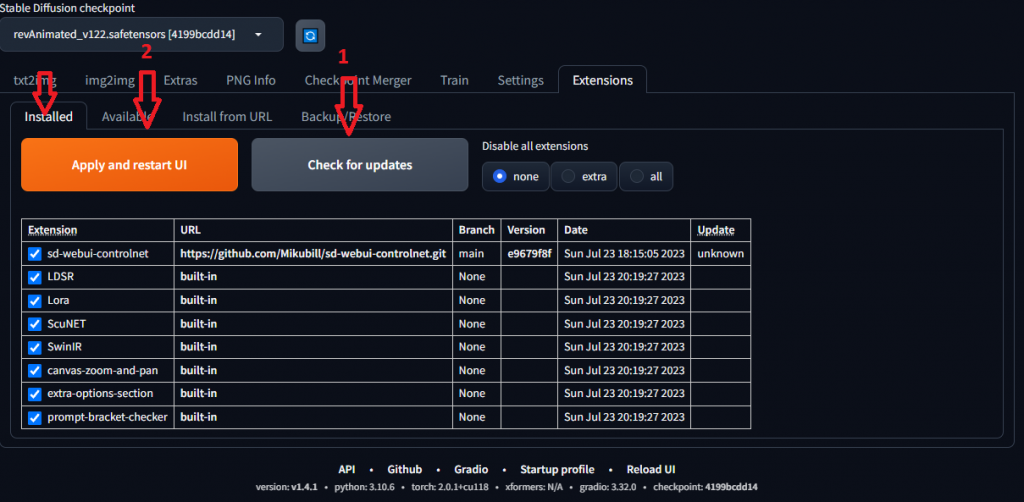 Stable Diffusion checkpoint
revAnimated_v122.safetensors [4199bcdd14]
2
1
txt2img img2img Extras PNG Info Checkpoint Merger Train Settings Extensions
Installed Available Install from URL Backup/Restore
Apply and restart UI Check for updates Disable all extensions
none extra all
Extension URL Branch Version Date Update
sd-webui-controlnet https://github.com/Mikubill/sd-webui-controlnet.git main e9679f8f Sun Jul 23 18:15:05 2023 unknown
LDSR built-in None Sun Jul 23 20:19:27 2023
Lora built-in None Sun Jul 23 20:19:27 2023
ScuNET built-in None Sun Jul 23 20:19:27 2023
SwinIR built-in None Sun Jul 23 20:19:27 2023
canvas-zoom-and-pan built-in None Sun Jul 23 20:19:27 2023
extra-options-section built-in None Sun Jul 23 20:19:27 2023
prompt-bracket-checker built-in None Sun Jul 23 20:19:27 2023
API • Github • Gradio • Startup profile • Reload UI
version: v1.4.1 • python: 3.10.6 • torch: 2.0.1+cu118 • xformers: N/A • gradio: 3.32.0 • checkpoint: 4199bcdd14